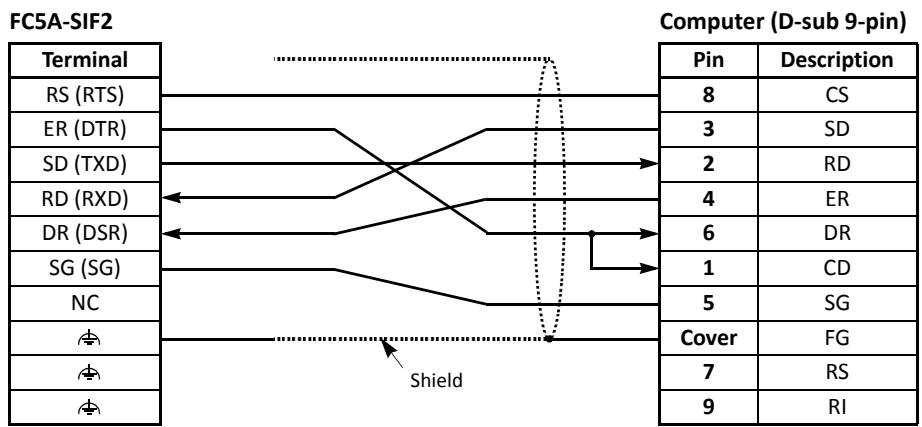 FC5A-SIF2 Computer (D-sub 9-pin)
Terminal Pin Description
RS (RTS) 8 CS
ER (DTR) 3 SD
SD (TXD) 2 RD
RD (RXD) 4 ER
DR (DSR) 6 DR
SG (SG) 1 CD
NC 5 SG
Cover FG
Shield 7 RS
9 RI